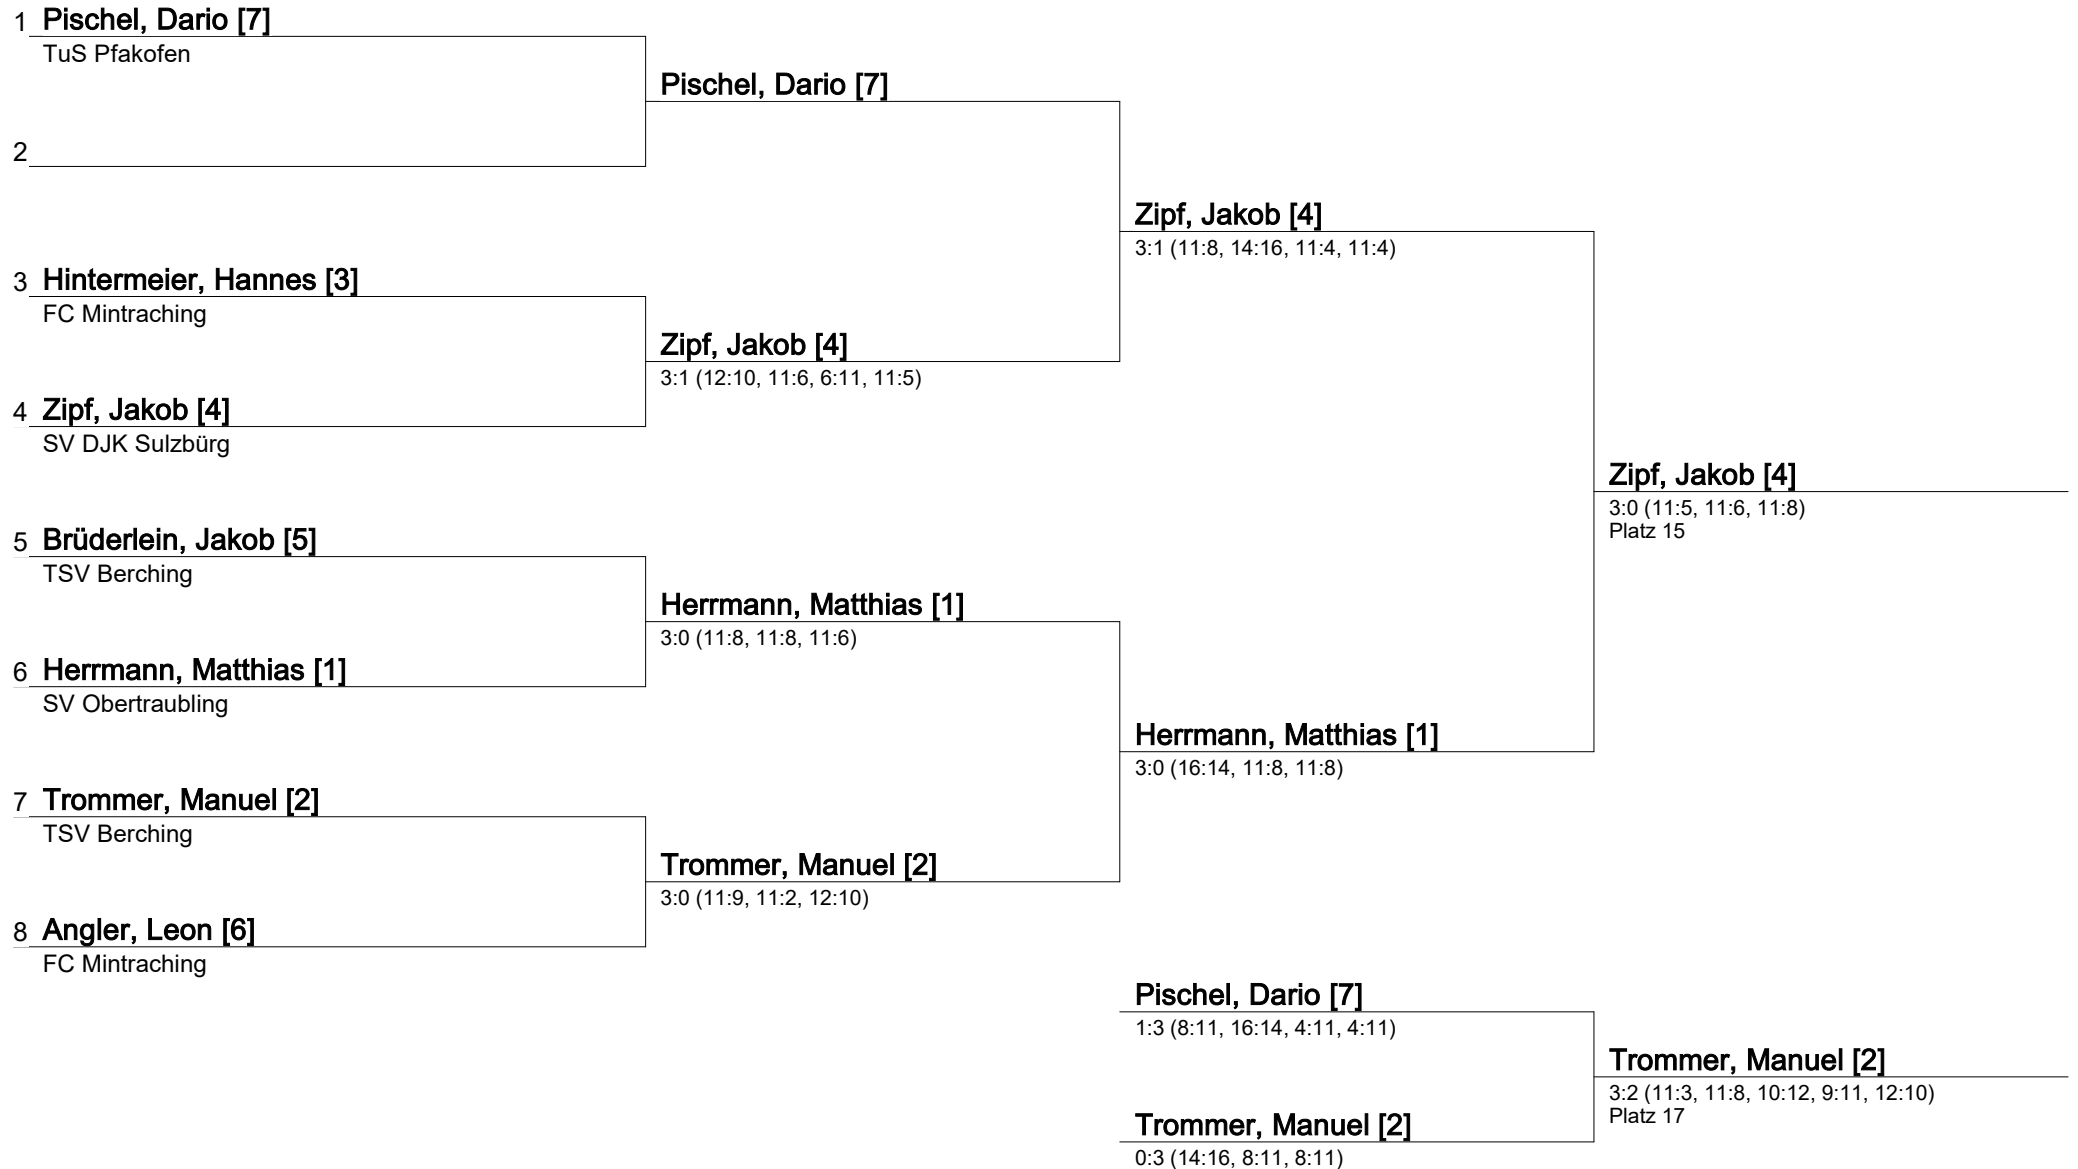 1 Pischel, Dario [7]
TuS Pfakofen
Pischel, Dario [7]
2
Zipf, Jakob [4]
3:1 (11:8, 14:16, 11:4, 11:4)
3 Hintermeier, Hannes [3]
FC Mintraching
Zipf, Jakob [4]
3:1 (12:10, 11:6, 6:11, 11:5)
4 Zipf, Jakob [4]
SV DJK Sulzbürg
Zipf, Jakob [4]
3:0 (11:5, 11:6, 11:8)
Platz 15
5 Brüderlein, Jakob [5]
TSV Berching
Herrmann, Matthias [1]
3:0 (11:8, 11:8, 11:6)
6 Herrmann, Matthias [1]
SV Obertraubling
Herrmann, Matthias [1]
3:0 (16:14, 11:8, 11:8)
7 Trommer, Manuel [2]
TSV Berching
Trommer, Manuel [2]
3:0 (11:9, 11:2, 12:10)
8 Angler, Leon [6]
FC Mintraching
Pischel, Dario [7]
1:3 (8:11, 16:14, 4:11, 4:11)
Trommer, Manuel [2]
3:2 (11:3, 11:8, 10:12, 9:11, 12:10)
Platz 17
Trommer, Manuel [2]
0:3 (14:16, 8:11, 8:11)